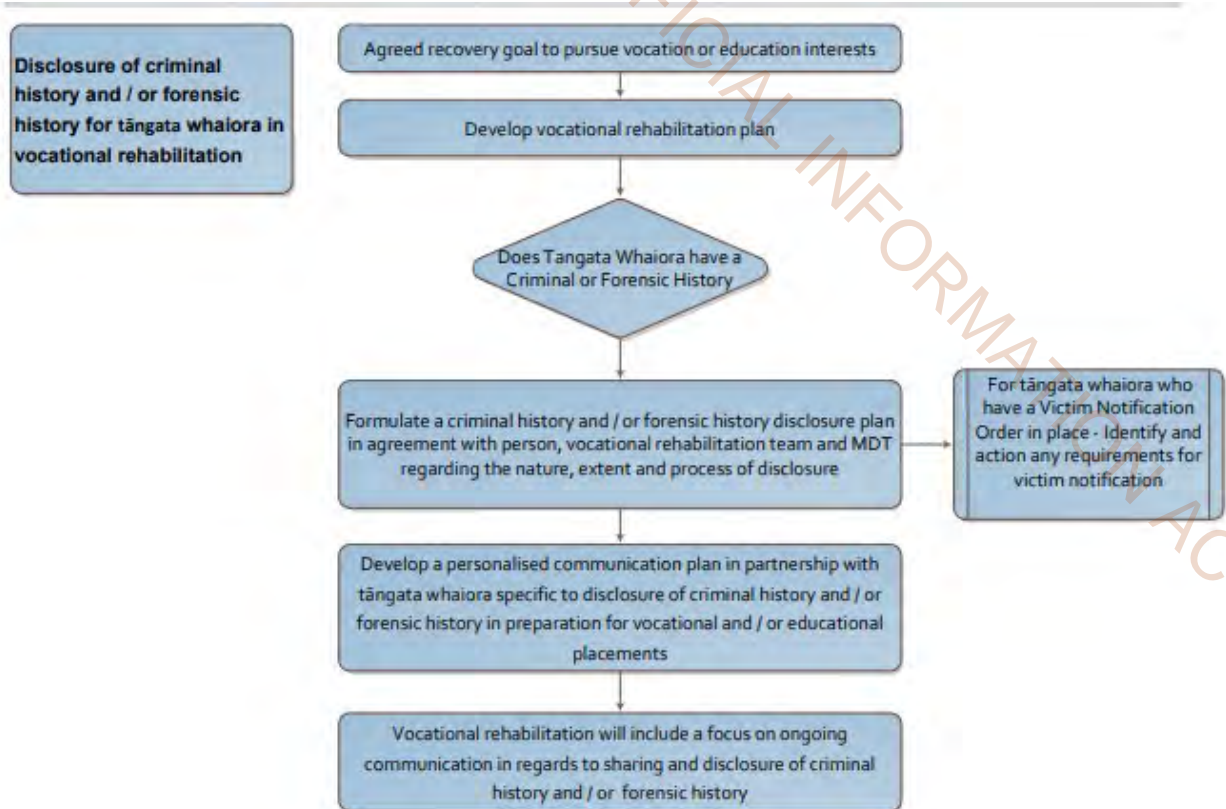 Disclosure of criminal
history and / or forensic
history for tāngata whaiora in
vocational rehabilitation
Agreed recovery goal to pursue vocation or education interests
Develop vocational rehabilitation plan
Does Tangata Whaiora have a
Criminal or Forensic History
Formulate a criminal history and / or forensic history disclosure plan
in agreement with person, vocational rehabilitation team and MDT
regarding the nature, extent and process of disclosure
For tāngata whaiora who
have a Victim Notification
Order in place - Identify and
action any requirements for
victim notification
Develop a personalised communication plan in partnership with
tāngata whaiora specific to disclosure of criminal history and / or
forensic history in preparation for vocational and / or educational
placements
Vocational rehabilitation will include a focus on ongoing
communication in regards to sharing and disclosure of criminal
history and / or forensic history
INFORMATION